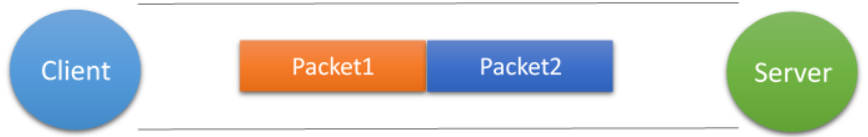 Client
Packet1
Packet2
Server